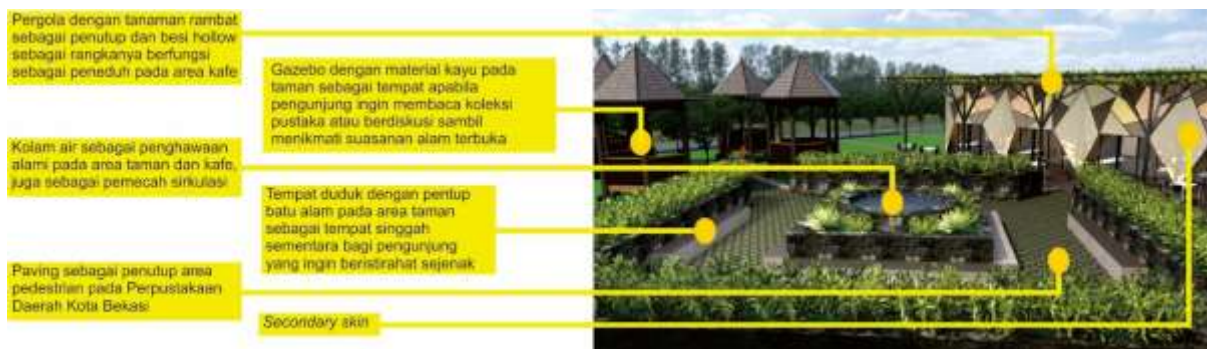 Pergola dengan tanaman rambat
sebagai penutup dan besi hollow
sebagai rangkanya berfungsi
sebagai peneduh pada area kafe
Gazebo dengan material kayu pada
taman sebagai tempat apabila
pengunjung ingin membaca koleksi
pustaka atau berdiskusi sambil
menikmati suasanan alam terbuka
Kolam air sebagai penghawaan
alami pada area taman dan kafe,
juga sebagai pemecah sirkulasi
Tempat duduk dengan pentup
batu alam pada area taman
sebagai tempat singgah
sementara bagi pengunjung
yang ingin beristirahat sejenak
Paving sebagai penutup area
pedestrian pada Perpustakaan
Daerah Kota Bekasi
Secondary skin